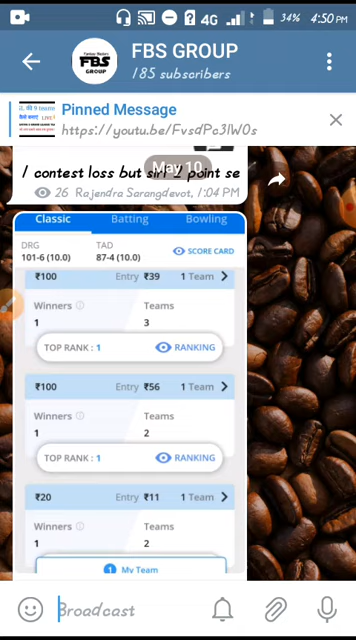 4G 34% 4:50 PM
FBS
GROUP
FBS GROUP
185 subscribers
Pinned Message
https://youtu.be/FvsdPa3lW0s
May 10
1 contest loss but sir1 2 point se
26 Rajendra Sarangdevot, 1:04 PM
Classic Batting Bowling
DRG TAD
101-6 (10.0) 87-4 (10.0) SCORE CARD
₹100 Entry ₹39 1 Team
Winners Teams
1 3
TOP RANK : 1 RANKING
₹100 Entry ₹56 1 Team
Winners Teams
1 2
TOP RANK : 1 RANKING
₹20 Entry ₹11 1 Team
Winners Teams
1 2
1 My Team
Broadcast